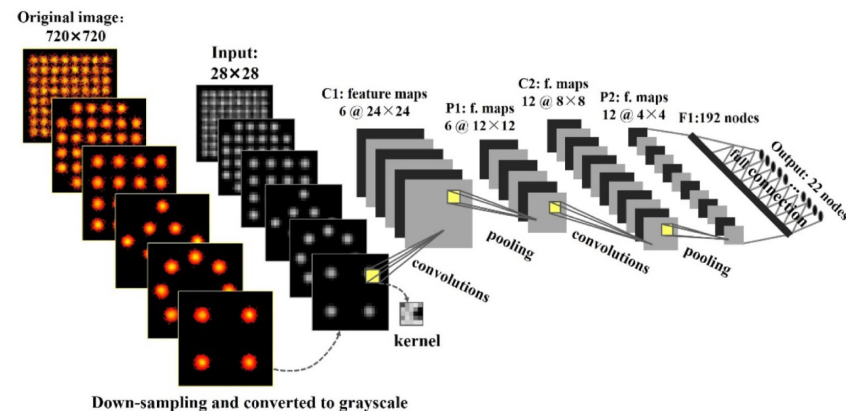 Original image:
720×720
Input:
28×28
C1: feature maps
6 @ 24×24
P1: f. maps
6 @ 12×12
C2: f. maps
12 @ 8×8
P2: f. maps
12 @ 4×4
F1:192 nodes
Output: 22 nodes
full connection
convolutions
pooling
convolutions
pooling
kernel
Down-sampling and converted to grayscale